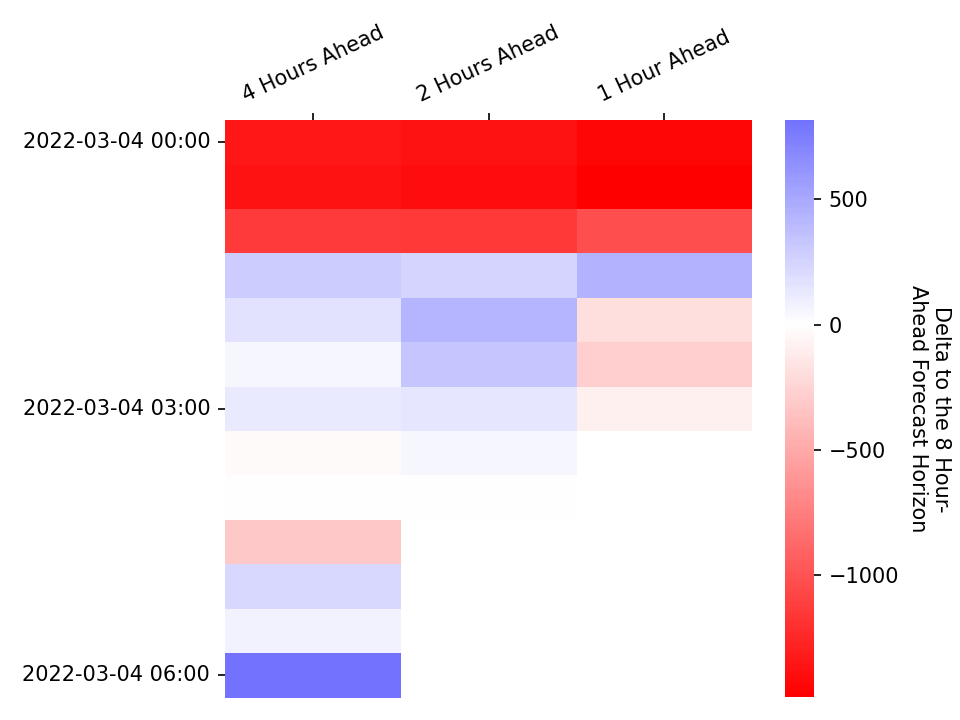 4 Hours Ahead
2 Hours Ahead
1 Hour Ahead
2022-03-04 00:00
2022-03-04 03:00
2022-03-04 06:00
500
0
−500
−1000
Delta to the 8 Hour-
Ahead Forecast Horizon